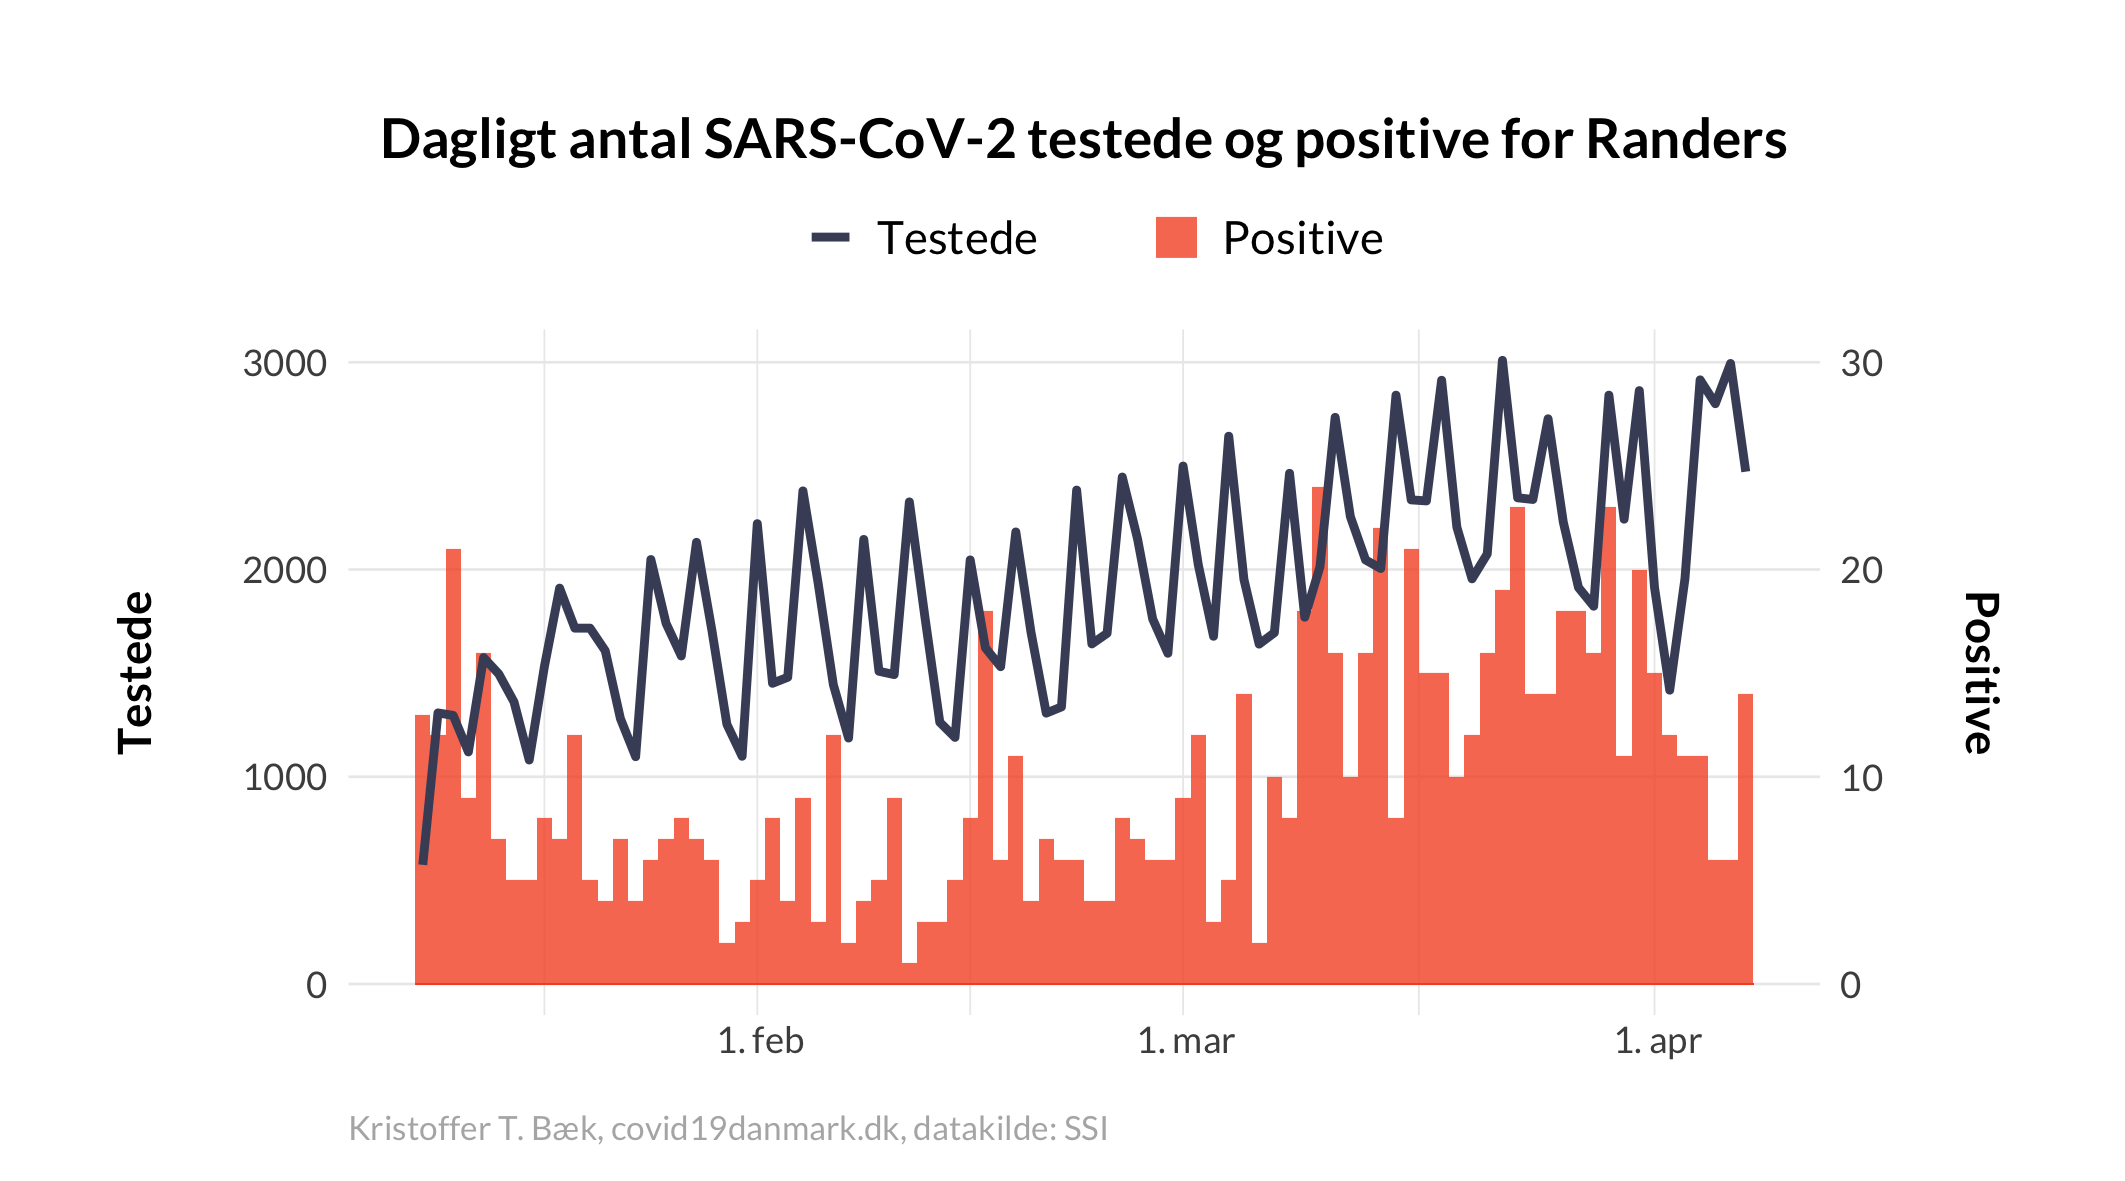 Dagligt antal SARS-CoV-2 testede og positive for Randers
Testede Positive
3000 30
2000 20
1000 10
0 0
Testede
Positive
1. feb 1. mar 1. apr
Kristoffer T. Bæk, covid19danmark.dk, datakilde: SSI